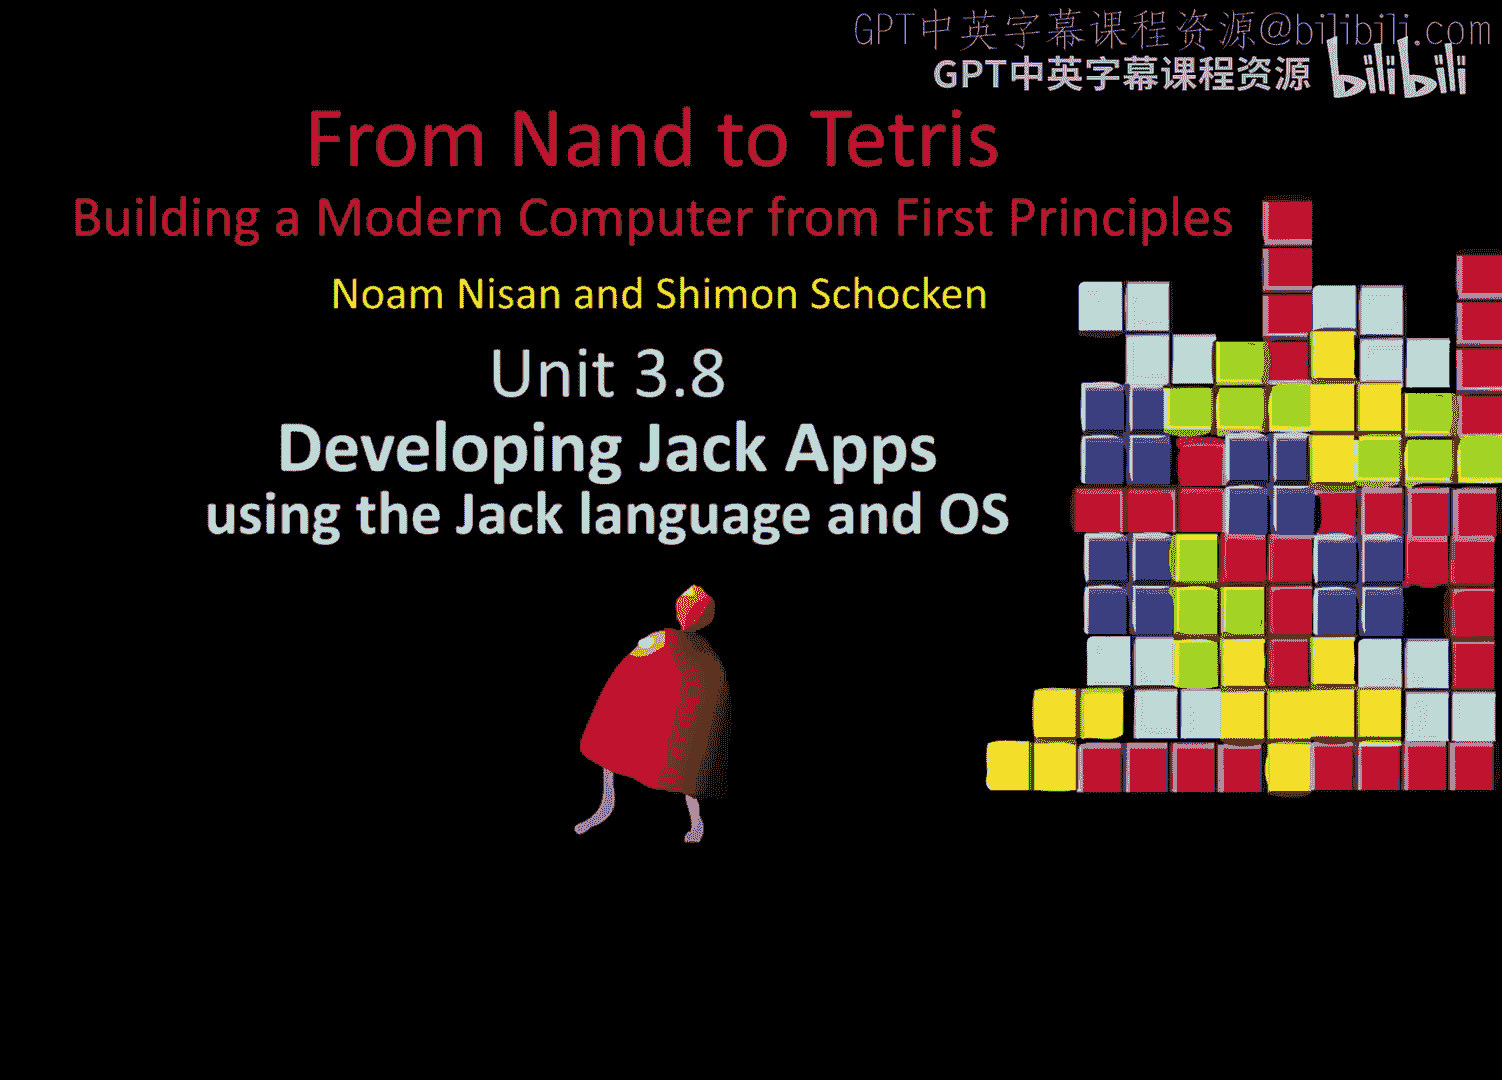 GPT中英字幕课程资源@bilibili.com
GPT中英字幕课程资源 bilibili
From Nand to Tetris
Building a Modern Computer from First Principles
Noam Nisan and Shimon Schocken
Unit 3.8
Developing Jack Apps
using the Jack language and OS